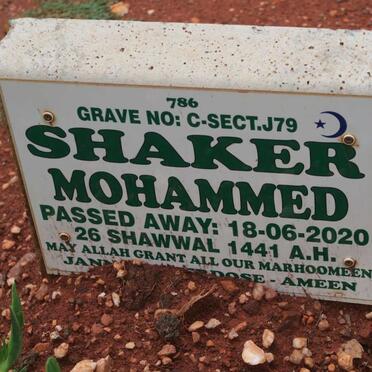 786
GRAVE NO: C-SECT.J79
SHAKER
MOHAMMED
PASSED AWAY: 18-06-2020
26 SHAWWAL 1441 A.H.
MAY ALLAH GRANT ALL OUR MARHOOMEEN
DOSE - AMEEN